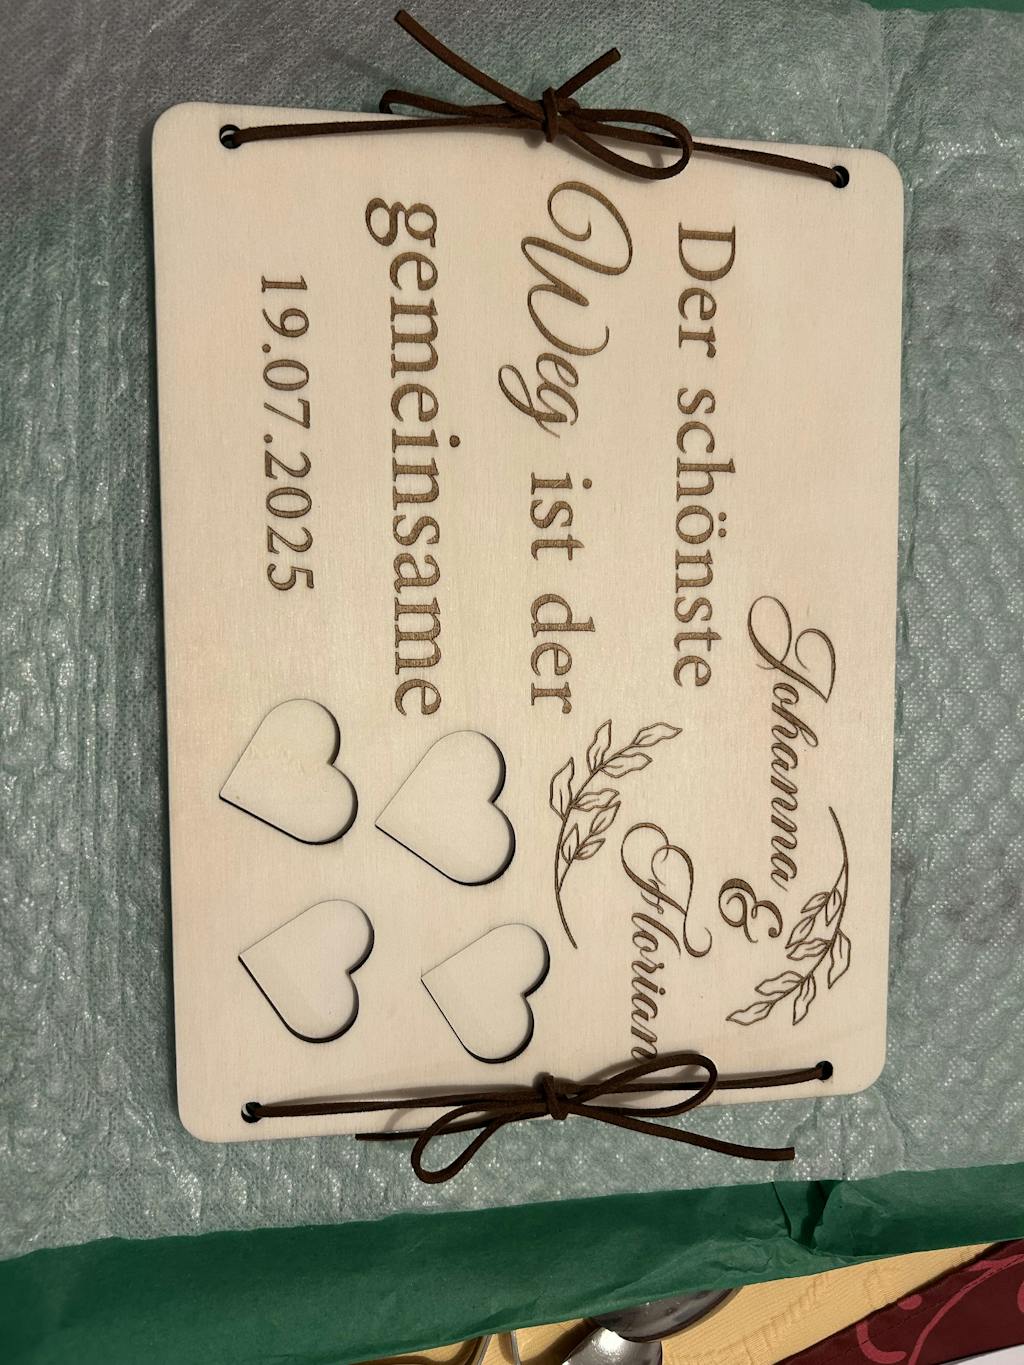 Johanna &
Florian
Der schönste
Weg ist der
gemeinsame
19.07.2025